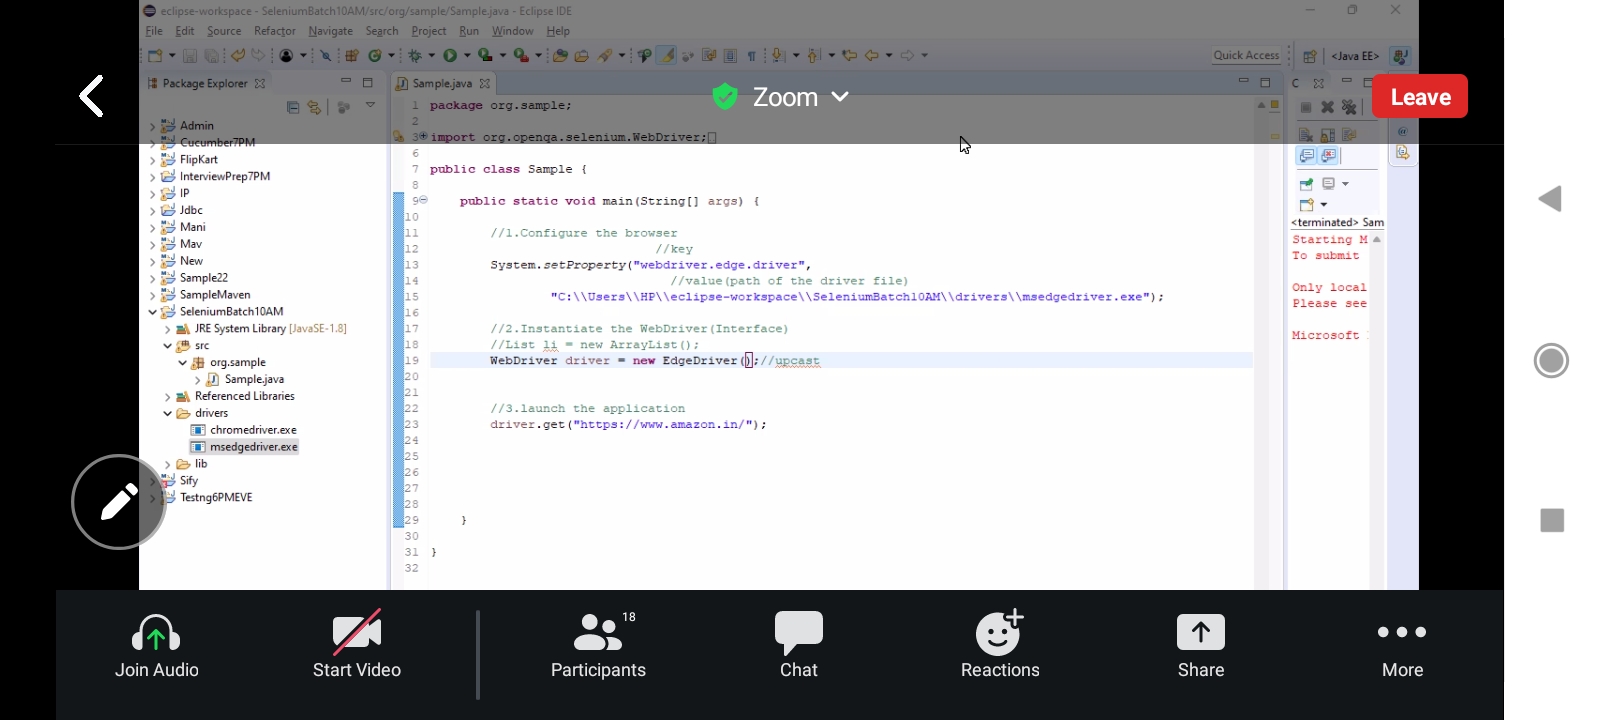 eclipse-workspace - SeleniumBatch10AM/src/org/sample/Sample.java - Eclipse IDE
File Edit Source Refactor Navigate Search Project Run Window Help
Quick Access <Java EE>
Package Explorer
Sample.java
C
Zoom
Leave
Admin
Cucumber7PM
FlipKart
InterviewPrep7PM
IP
Jdbc
Mani
Mav
New
Sample22
SampleMaven
SeleniumBatch10AM
JRE System Library [JavaSE-1.8]
src
org.sample
Sample.java
Referenced Libraries
drivers
chromedriver.exe
msedgedriver.exe
lib
Sify
Testng6PMEVE
1 package org.sample;
2
3 import org.openqa.selenium.WebDriver;
6
7 public class Sample {
8
9 public static void main(String[] args) {
10
11 //1.Configure the browser
12 //key
13 System.setProperty("webdriver.edge.driver",
14 //value(path of the driver file)
15 "C:\\Users\\HP\\eclipse-workspace\\SeleniumBatch10AM\\drivers\\msedgedriver.exe");
16
17 //2.Instantiate the WebDriver(Interface)
18 //List li = new ArrayList();
19 WebDriver driver = new EdgeDriver();//upcast
20
21
22 //3.launch the application
23 driver.get("https://www.amazon.in/");
24
25
26
27
28
29 }
30
31 }
32
<terminated> Sam
Starting M
To submit
Only local
Please see
Microsoft
Join Audio
Start Video
18
Participants
Chat
Reactions
Share
More